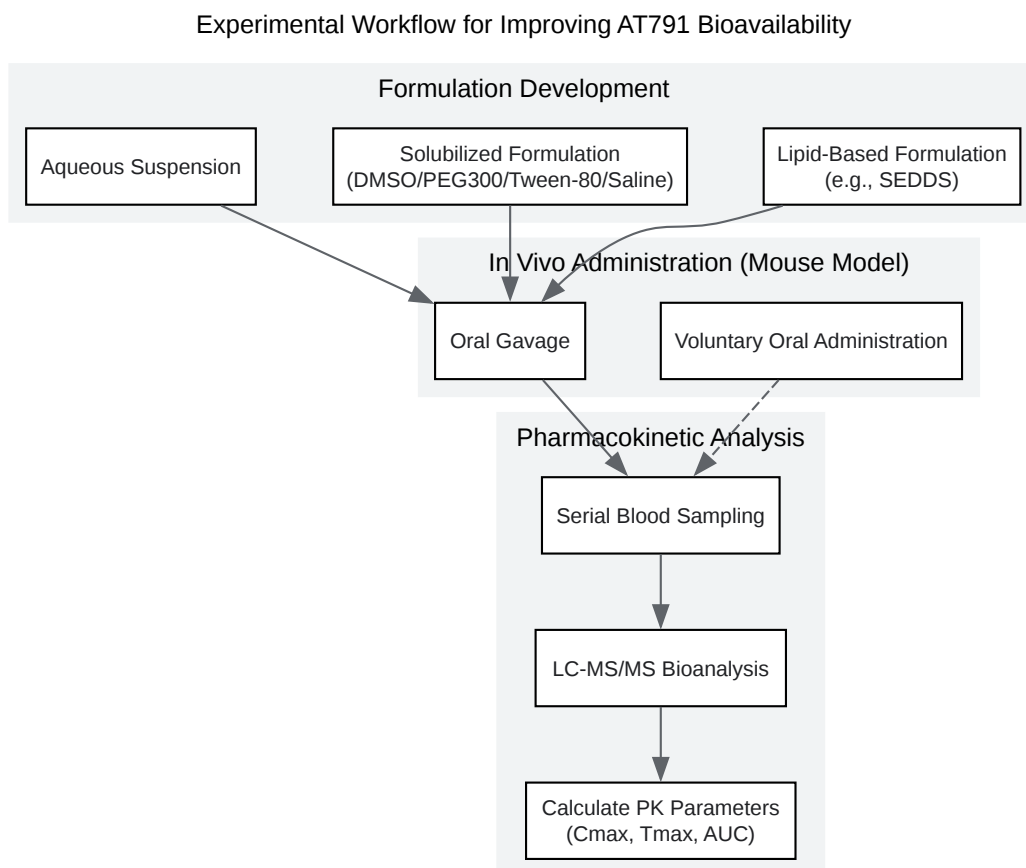 Experimental Workflow for Improving AT791 Bioavailability
Formulation Development
Aqueous Suspension
Solubilized Formulation
(DMSO/PEG300/Tween-80/Saline)
Lipid-Based Formulation
(e.g., SEDDS)
In Vivo Administration (Mouse Model)
Oral Gavage
Voluntary Oral Administration
Pharmacokinetic Analysis
Serial Blood Sampling
LC-MS/MS Bioanalysis
Calculate PK Parameters
(Cmax, Tmax, AUC)